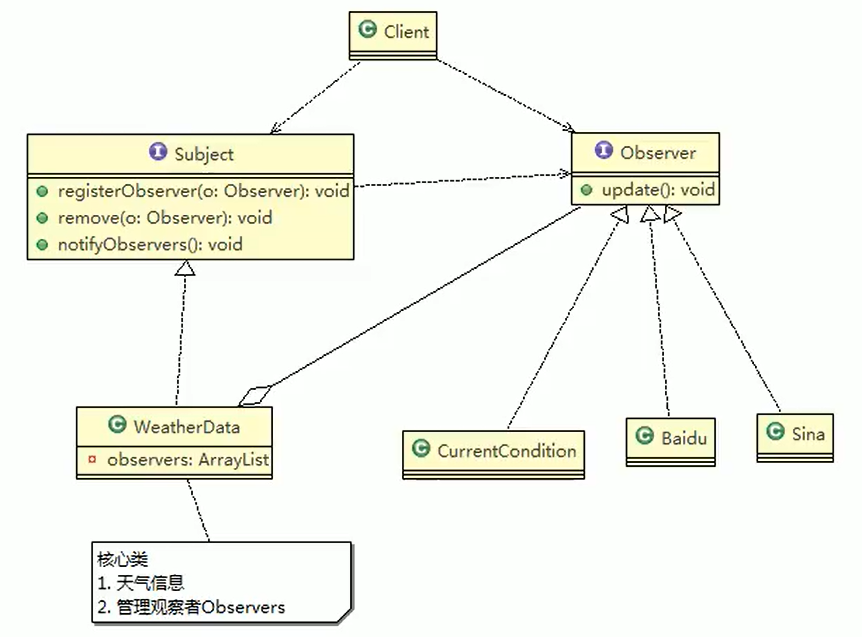 Client
Subject
registerObserver(o: Observer): void
remove(o: Observer): void
notifyObservers(): void
Observer
update(): void
WeatherData
observers: ArrayList
CurrentCondition
Baidu
Sina
核心类
1. 天气信息
2. 管理观察者Observers